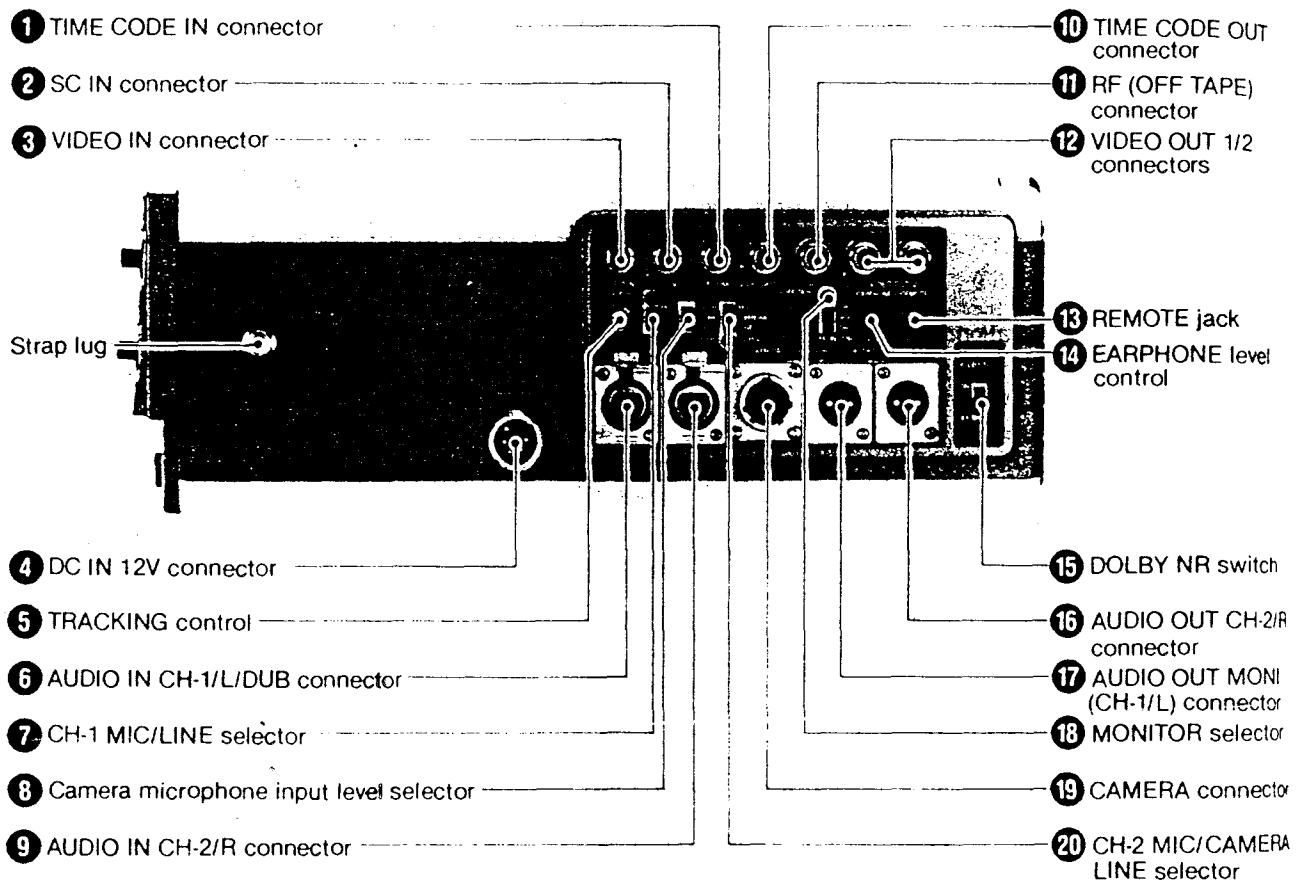 1 TIME CODE IN connector
2 SC IN connector
3 VIDEO IN connector
Strap lug
4 DC IN 12V connector
5 TRACKING control
6 AUDIO IN CH-1/L/DUB connector
7 CH-1 MIC/LINE selector
8 Camera microphone input level selector
9 AUDIO IN CH-2/R connector
10 TIME CODE OUT
connector
11 RF (OFF TAPE)
connector
12 VIDEO OUT 1/2
connectors
13 REMOTE jack
14 EARPHONE level
control
15 DOLBY NR switch
16 AUDIO OUT CH-2/R
connector
17 AUDIO OUT MONI
(CH-1/L) connector
18 MONITOR selector
19 CAMERA connector
20 CH-2 MIC/CAMERA
LINE selector